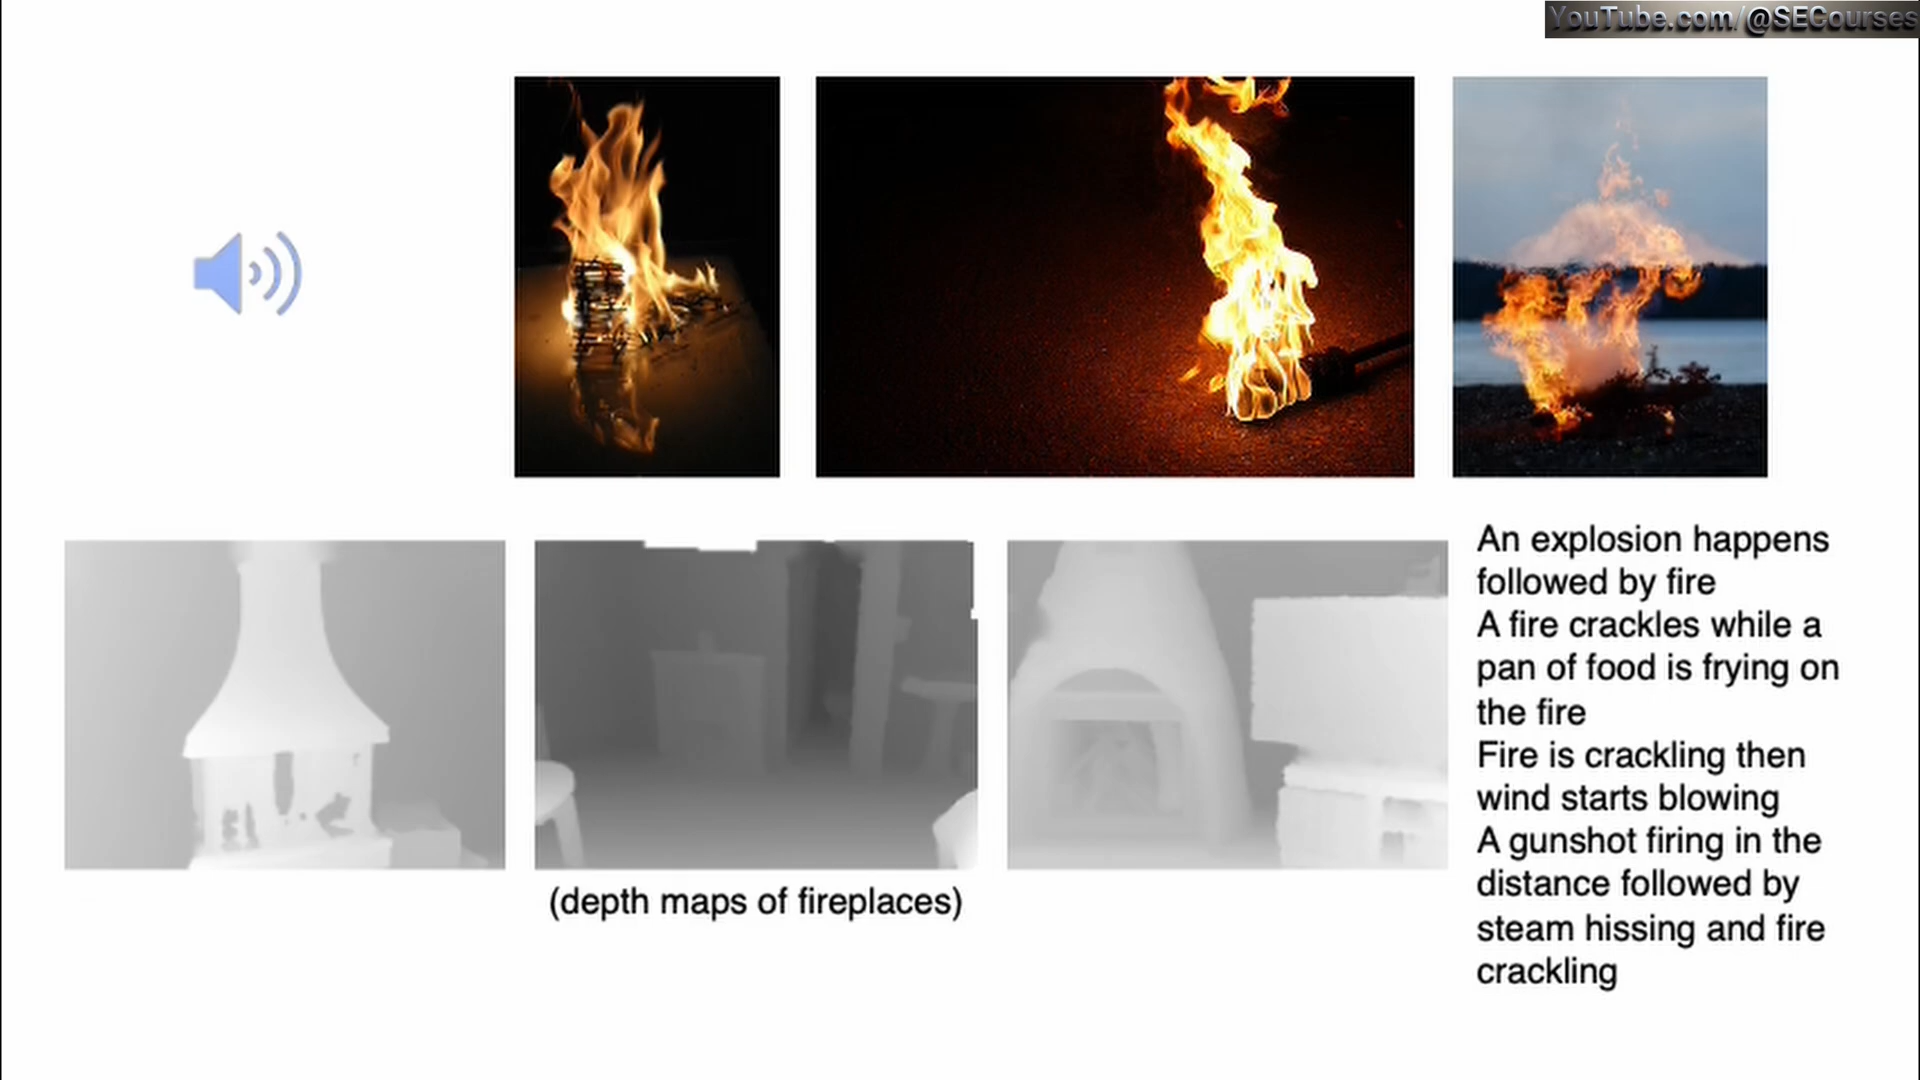 YouTube.com/@SECourses
An explosion happens
followed by fire
A fire crackles while a
pan of food is frying on
the fire
Fire is crackling then
wind starts blowing
A gunshot firing in the
distance followed by
steam hissing and fire
crackling
(depth maps of fireplaces)